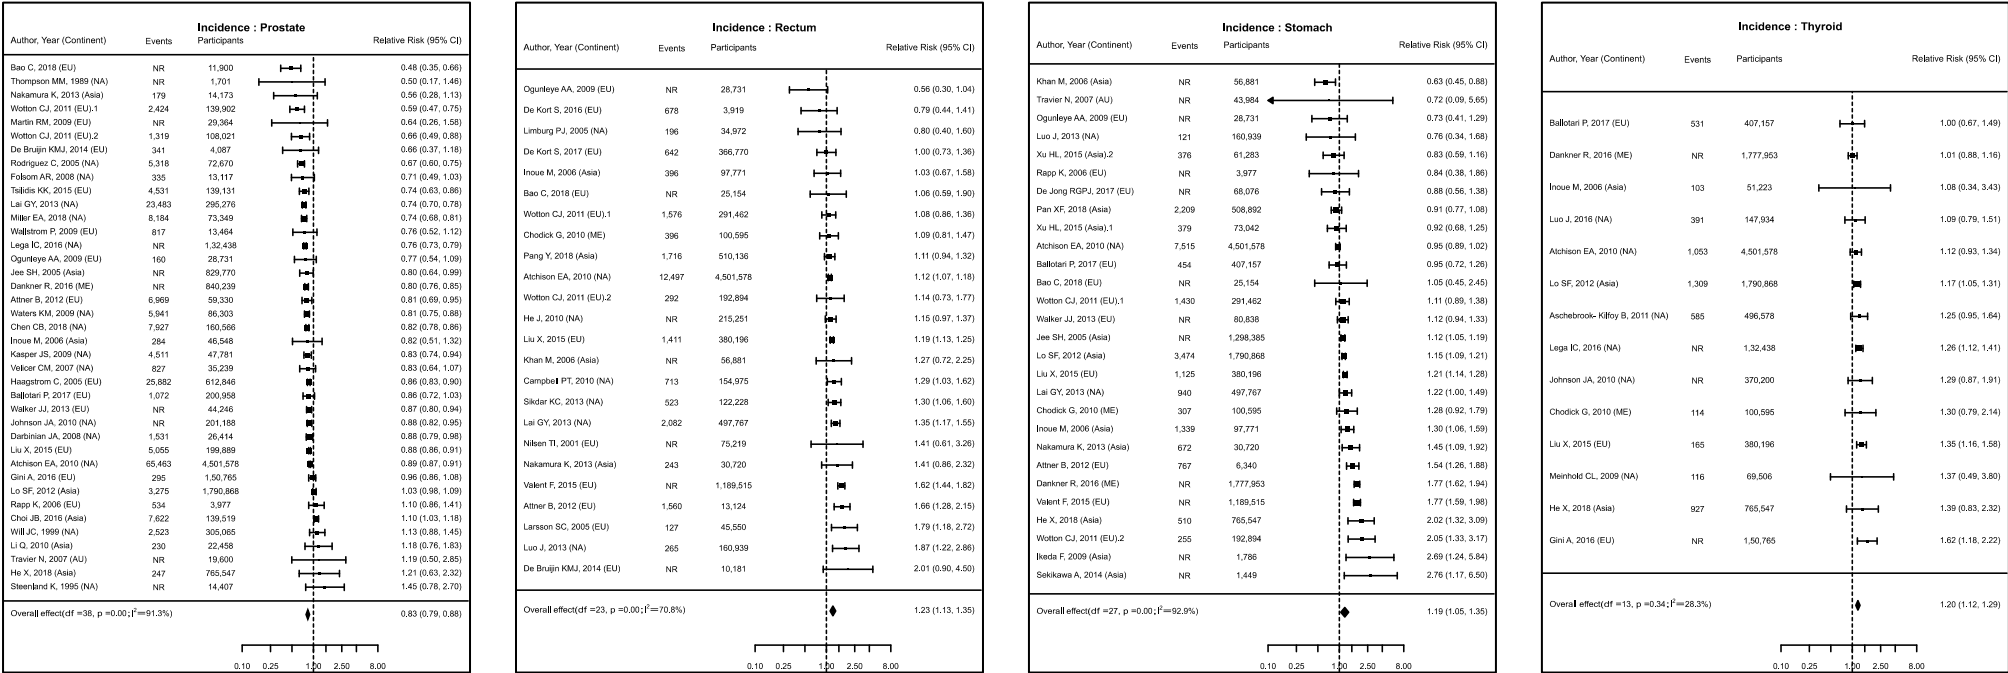 Incidence : Prostate
Author, Year (Continent) Events Participants Relative Risk (95% CI)
Bao C, 2018 (EU) NR 11,900 0.48 (0.35, 0.66)
Thompson MM, 1989 (NA) NR 1,701 0.50 (0.17, 1.46)
Nakamura K, 2013 (Asia) 179 14,173 0.56 (0.28, 1.13)
Wotton CJ, 2011 (EU).1 2,424 139,902 0.59 (0.47, 0.75)
Martin RM, 2009 (EU) NR 29,364 0.64 (0.26, 1.58)
Wotton CJ, 2011 (EU).2 1,319 108,021 0.66 (0.49, 0.88)
De Bruijin KMJ, 2014 (EU) 341 4,087 0.66 (0.37, 1.18)
Rodriguez C, 2005 (NA) 5,318 72,670 0.67 (0.60, 0.75)
Folsom AR, 2008 (NA) 335 13,117 0.71 (0.49, 1.03)
Tsilidis KK, 2015 (EU) 4,531 139,131 0.74 (0.63, 0.86)
Lai GY, 2013 (NA) 23,483 295,276 0.74 (0.70, 0.78)
Miller EA, 2018 (NA) 8,184 73,349 0.74 (0.68, 0.81)
Wallstrom P, 2009 (EU) 817 13,464 0.76 (0.52, 1.12)
Lega IC, 2016 (NA) NR 1,32,438 0.76 (0.73, 0.79)
Ogunleye AA, 2009 (EU) 160 28,731 0.77 (0.54, 1.09)
Jee SH, 2005 (Asia) NR 829,770 0.80 (0.64, 0.99)
Dankner R, 2016 (ME) NR 840,239 0.80 (0.76, 0.85)
Attner B, 2012 (EU) 6,969 59,330 0.81 (0.69, 0.95)
Waters KM, 2009 (NA) 5,941 86,303 0.81 (0.75, 0.88)
Chen CB, 2018 (NA) 7,927 160,566 0.82 (0.78, 0.86)
Inoue M, 2006 (Asia) 284 46,548 0.82 (0.51, 1.32)
Kasper JS, 2009 (NA) 4,511 47,781 0.83 (0.74, 0.94)
Velicer CM, 2007 (NA) 827 35,239 0.83 (0.64, 1.07)
Haagstrom C, 2005 (EU) 25,882 612,846 0.86 (0.83, 0.90)
Ballotari P, 2017 (EU) 1,072 200,958 0.86 (0.72, 1.03)
Walker JJ, 2013 (EU) NR 44,246 0.87 (0.80, 0.94)
Johnson JA, 2010 (NA) NR 201,188 0.88 (0.82, 0.95)
Darbinian JA, 2008 (NA) 1,531 26,414 0.88 (0.79, 0.98)
Liu X, 2015 (EU) 5,055 199,889 0.88 (0.86, 0.91)
Atchison EA, 2010 (NA) 65,463 4,501,578 0.89 (0.87, 0.91)
Gini A, 2016 (EU) 295 1,50,765 0.96 (0.86, 1.08)
Lo SF, 2012 (Asia) 3,275 1,790,868 1.03 (0.98, 1.09)
Rapp K, 2006 (EU) 534 3,977 1.10 (0.86, 1.41)
Choi JB, 2016 (Asia) 7,622 139,519 1.10 (1.03, 1.18)
Will JC, 1999 (NA) 2,523 305,065 1.13 (0.88, 1.45)
Li Q, 2010 (Asia) 230 22,458 1.18 (0.76, 1.83)
Travier N, 2007 (AU) NR 19,600 1.19 (0.50, 2.85)
He X, 2018 (Asia) 247 765,547 1.21 (0.63, 2.32)
Steenland K, 1995 (NA) NR 14,407 1.45 (0.78, 2.70)
Overall effect(df =38, p =0.00; I²=91.3%) 0.83 (0.79, 0.88)
0.10 0.25 1.00 2.50 8.00
Incidence : Rectum
Author, Year (Continent) Events Participants Relative Risk (95% CI)
Ogunleye AA, 2009 (EU) NR 28,731 0.56 (0.30, 1.04)
De Kort S, 2016 (EU) 678 3,919 0.79 (0.44, 1.41)
Limburg PJ, 2005 (NA) 196 34,972 0.80 (0.40, 1.60)
De Kort S, 2017 (EU) 642 366,770 1.00 (0.73, 1.36)
Inoue M, 2006 (Asia) 396 97,771 1.03 (0.67, 1.58)
Bao C, 2018 (EU) NR 25,154 1.06 (0.59, 1.90)
Wotton CJ, 2011 (EU).1 1,576 291,462 1.08 (0.86, 1.36)
Chodick G, 2010 (ME) 396 100,595 1.09 (0.81, 1.47)
Pang Y, 2018 (Asia) 1,716 510,136 1.11 (0.94, 1.32)
Atchison EA, 2010 (NA) 12,497 4,501,578 1.12 (1.07, 1.18)
Wotton CJ, 2011 (EU).2 292 192,894 1.14 (0.73, 1.77)
He J, 2010 (NA) NR 215,251 1.15 (0.97, 1.37)
Liu X, 2015 (EU) 1,411 380,196 1.19 (1.13, 1.25)
Khan M, 2006 (Asia) NR 56,881 1.27 (0.72, 2.25)
Campbell PT, 2010 (NA) 713 154,975 1.29 (1.03, 1.62)
Sikdar KC, 2013 (NA) 523 122,228 1.30 (1.06, 1.60)
Lai GY, 2013 (NA) 2,082 497,767 1.35 (1.17, 1.55)
Nilsen TI, 2001 (EU) NR 75,219 1.41 (0.61, 3.26)
Nakamura K, 2013 (Asia) 243 30,720 1.41 (0.86, 2.32)
Valent F, 2015 (EU) NR 1,189,515 1.62 (1.44, 1.82)
Attner B, 2012 (EU) 1,560 13,124 1.66 (1.28, 2.15)
Larsson SC, 2005 (EU) 127 45,550 1.79 (1.18, 2.72)
Luo J, 2013 (NA) 265 160,939 1.87 (1.22, 2.86)
De Bruijin KMJ, 2014 (EU) NR 10,181 2.01 (0.90, 4.50)
Overall effect(df =23, p =0.00; I²=70.8%) 1.23 (1.13, 1.35)
0.10 0.25 1.00 2.50 8.00
Incidence : Stomach
Author, Year (Continent) Events Participants Relative Risk (95% CI)
Khan M, 2006 (Asia) NR 56,881 0.63 (0.45, 0.88)
Travier N, 2007 (AU) NR 43,984 0.72 (0.09, 5.65)
Ogunleye AA, 2009 (EU) NR 28,731 0.73 (0.41, 1.29)
Luo J, 2013 (NA) 121 160,939 0.76 (0.34, 1.68)
Xu HL, 2015 (Asia).2 376 61,283 0.83 (0.59, 1.16)
Rapp K, 2006 (EU) NR 3,977 0.84 (0.38, 1.86)
De Jong RGPJ, 2017 (EU) NR 68,076 0.88 (0.56, 1.38)
Pan XF, 2018 (Asia) 2,209 508,892 0.91 (0.77, 1.08)
Xu HL, 2015 (Asia).1 379 73,042 0.92 (0.68, 1.25)
Atchison EA, 2010 (NA) 7,515 4,501,578 0.95 (0.89, 1.02)
Ballotari P, 2017 (EU) 454 407,157 0.95 (0.72, 1.26)
Bao C, 2018 (EU) NR 25,154 1.05 (0.45, 2.45)
Wotton CJ, 2011 (EU).1 1,430 291,462 1.11 (0.89, 1.38)
Walker JJ, 2013 (EU) NR 80,838 1.12 (0.94, 1.33)
Jee SH, 2005 (Asia) NR 1,298,385 1.12 (1.05, 1.19)
Lo SF, 2012 (Asia) 3,474 1,790,868 1.15 (1.09, 1.21)
Liu X, 2015 (EU) 1,125 380,196 1.21 (1.14, 1.28)
Lai GY, 2013 (NA) 940 497,767 1.22 (1.00, 1.49)
Chodick G, 2010 (ME) 307 100,595 1.28 (0.92, 1.79)
Inoue M, 2006 (Asia) 1,339 97,771 1.30 (1.06, 1.59)
Nakamura K, 2013 (Asia) 672 30,720 1.45 (1.09, 1.92)
Attner B, 2012 (EU) 767 6,340 1.54 (1.26, 1.88)
Dankner R, 2016 (ME) NR 1,777,953 1.77 (1.62, 1.94)
Valent F, 2015 (EU) NR 1,189,515 1.77 (1.59, 1.98)
He X, 2018 (Asia) 510 765,547 2.02 (1.32, 3.09)
Wotton CJ, 2011 (EU).2 255 192,894 2.05 (1.33, 3.17)
Ikeda F, 2009 (Asia) NR 1,786 2.69 (1.24, 5.84)
Sekikawa A, 2014 (Asia) NR 1,449 2.76 (1.17, 6.50)
Overall effect(df =27, p =0.00; I²=92.9%) 1.19 (1.05, 1.35)
0.10 0.25 1.00 2.50 8.00
Incidence : Thyroid
Author, Year (Continent) Events Participants Relative Risk (95% CI)
Ballotari P, 2017 (EU) 531 407,157 1.00 (0.67, 1.49)
Dankner R, 2016 (ME) NR 1,777,953 1.01 (0.88, 1.16)
Inoue M, 2006 (Asia) 103 51,223 1.08 (0.34, 3.43)
Luo J, 2016 (NA) 391 147,934 1.09 (0.79, 1.51)
Atchison EA, 2010 (NA) 1,053 4,501,578 1.12 (0.93, 1.34)
Lo SF, 2012 (Asia) 1,309 1,790,868 1.17 (1.05, 1.31)
Aschebrook- Kilfoy B, 2011 (NA) 585 496,578 1.25 (0.95, 1.64)
Lega IC, 2016 (NA) NR 1,32,438 1.26 (1.12, 1.41)
Johnson JA, 2010 (NA) NR 370,200 1.29 (0.87, 1.91)
Chodick G, 2010 (ME) 114 100,595 1.30 (0.79, 2.14)
Liu X, 2015 (EU) 165 380,196 1.35 (1.16, 1.58)
Meinhold CL, 2009 (NA) 116 69,506 1.37 (0.49, 3.80)
He X, 2018 (Asia) 927 765,547 1.39 (0.83, 2.32)
Gini A, 2016 (EU) NR 1,50,765 1.62 (1.18, 2.22)
Overall effect(df =13, p =0.34; I²=28.3%) 1.20 (1.12, 1.29)
0.10 0.25 1.00 2.50 8.00